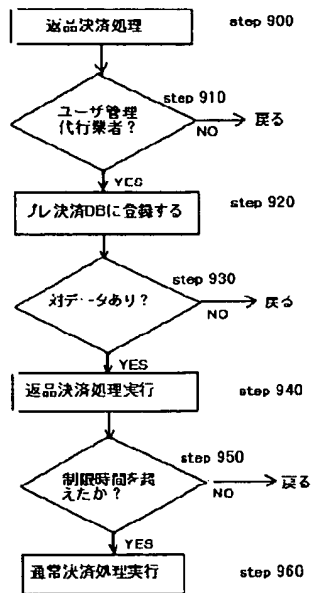 返品決済処理
step 900
step 910
ユーザ管理
代行業者？
NO
戻る
YES
プレ決済DBに登録する
step 920
step 930
対データあり？
NO
戻る
YES
返品決済処理実行
step 940
step 950
制限時間を超
えたか？
NO
戻る
YES
通常決済処理実行
step 960